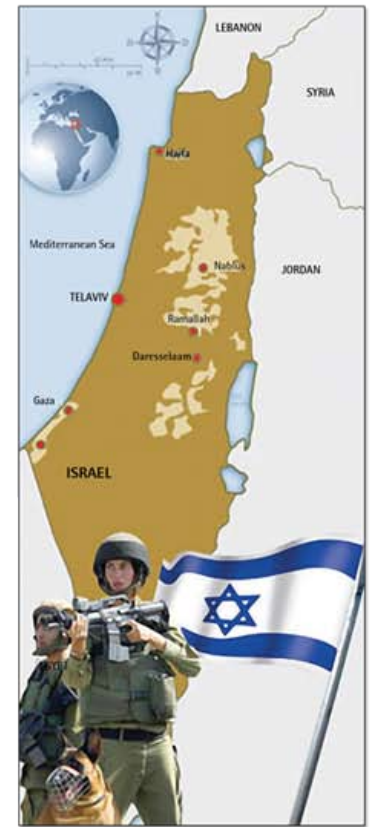 LEBANON
SYRIA
Haifa
Mediterranean Sea
Nablus
JORDAN
TELAVIV
Ramallah
Daresselaam
Gaza
ISRAEL